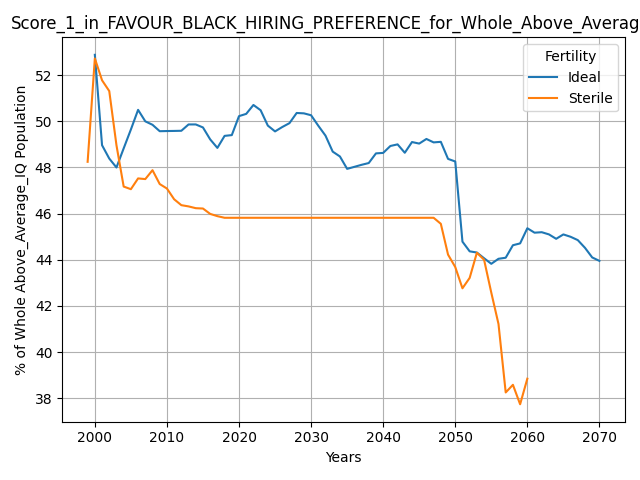 Score_1_in_FAVOUR_BLACK_HIRING_PREFERENCE_for_Whole_Above_Averag
% of Whole Above_Average_IQ Population
52
50
48
46
44
42
40
38
Fertility
Ideal
Sterile
2000 2010 2020 2030 2040 2050 2060 2070
Years